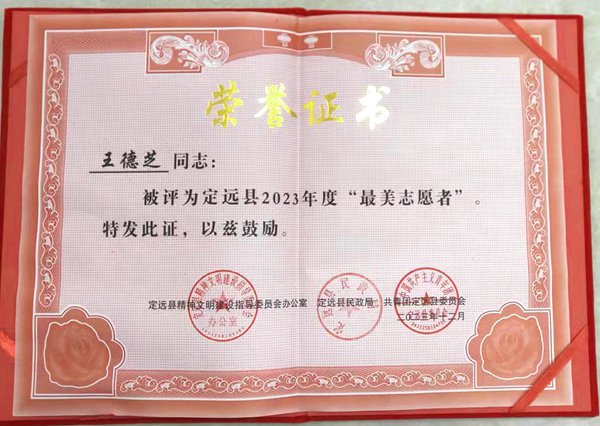 荣誉证书
王德芝 同志：
被评为定远县2023年度“最美志愿者”。
特发此证，以兹鼓励。
定远县精神文明建设指导委员会办公室 定远县民政局 共青团定远县委员会
二〇二三年十二月
办公室